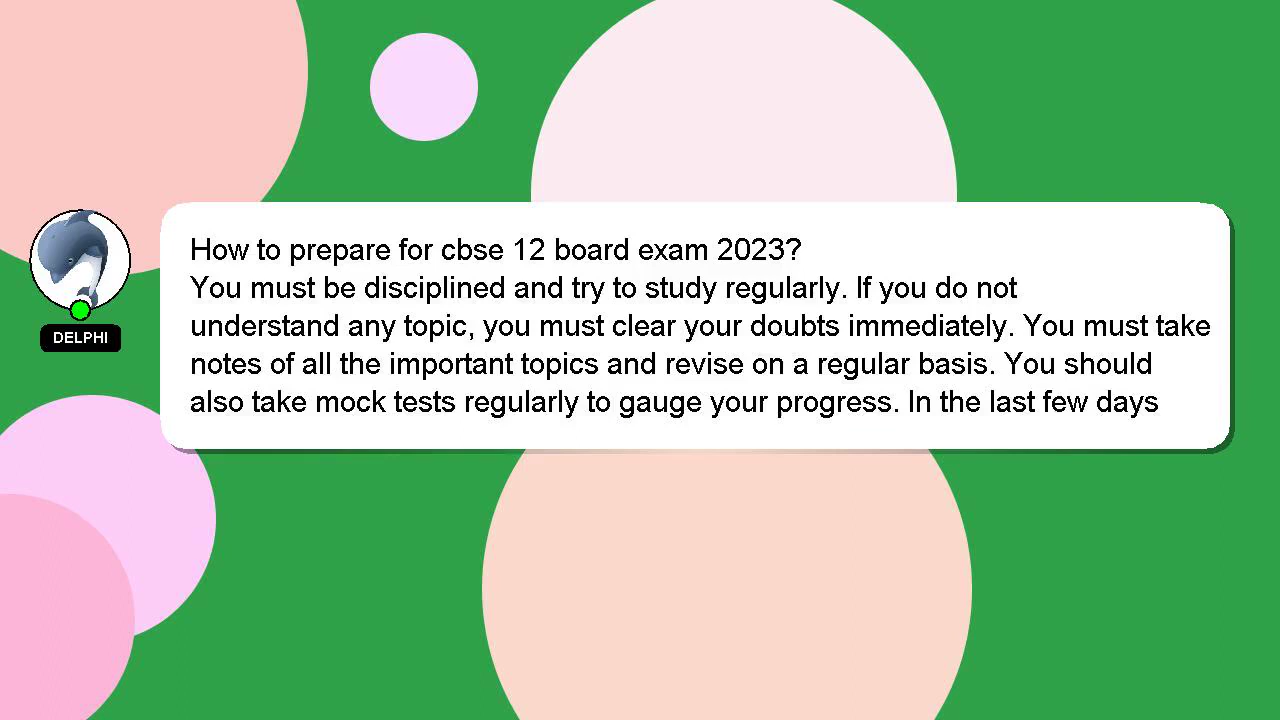 How to prepare for cbse 12 board exam 2023?
You must be disciplined and try to study regularly. If you do not
understand any topic, you must clear your doubts immediately. You must take
notes of all the important topics and revise on a regular basis. You should
also take mock tests regularly to gauge your progress. In the last few days
DELPHI